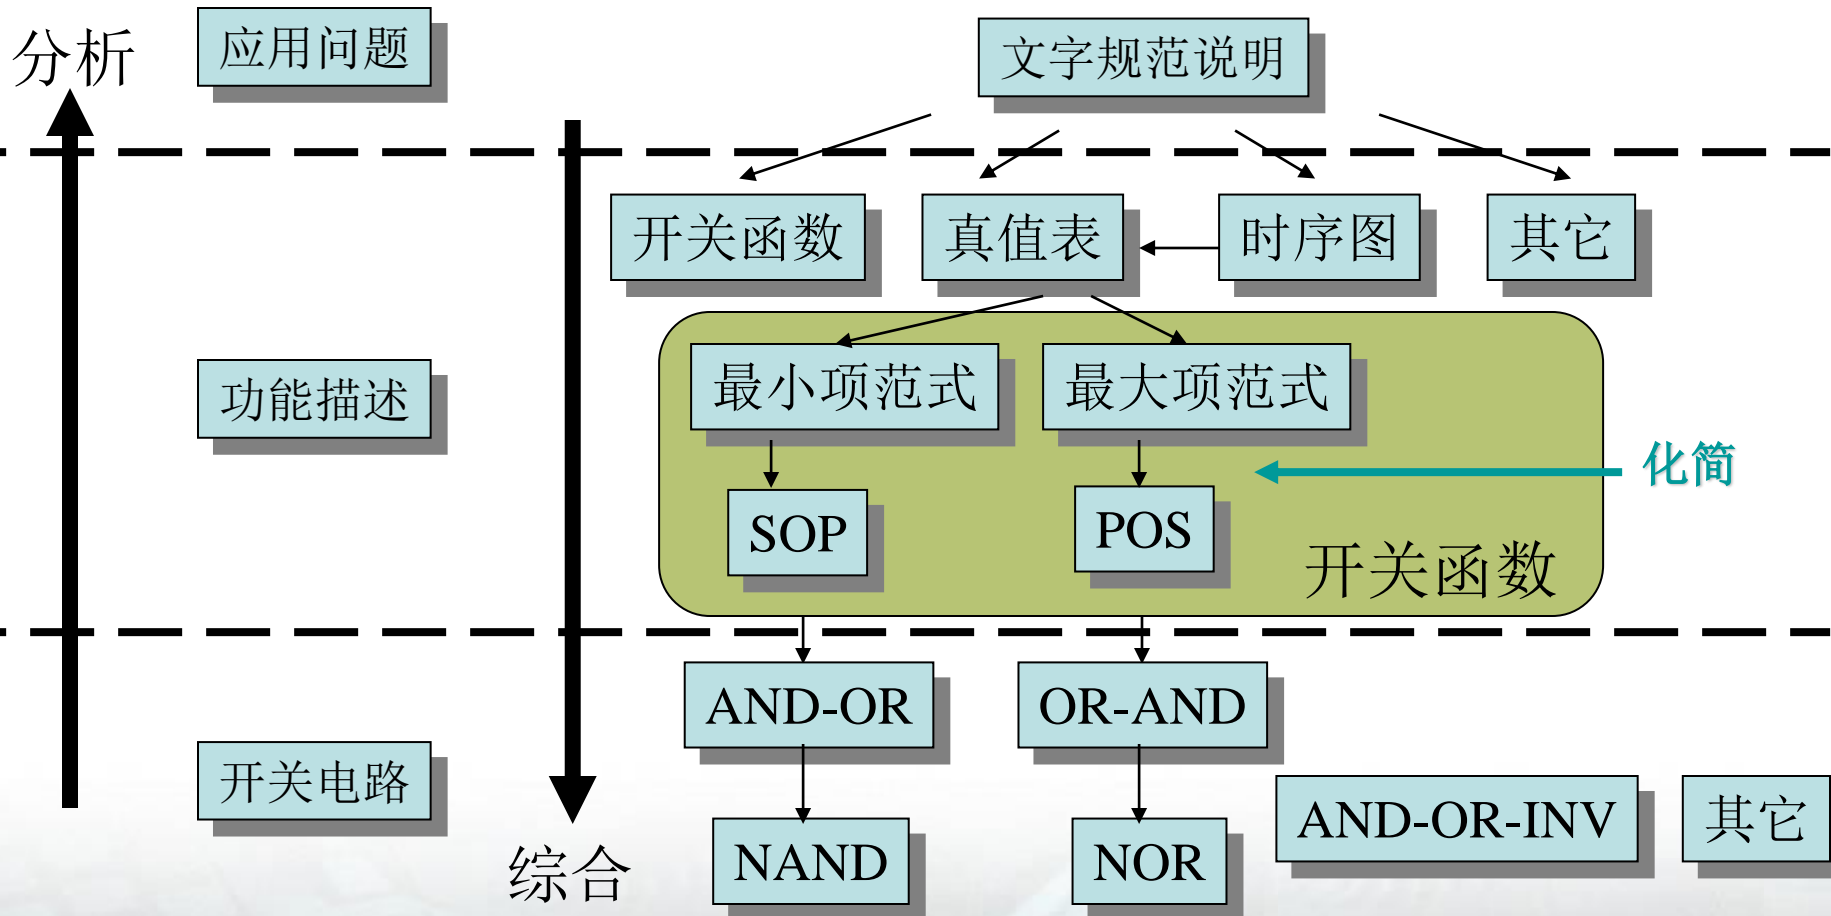 分析
应用问题
文字规范说明
开关函数
真值表
时序图
其它
功能描述
最小项范式
最大项范式
化简
SOP
POS
开关函数
AND-OR
OR-AND
开关电路
AND-OR-INV
其它
综合
NAND
NOR